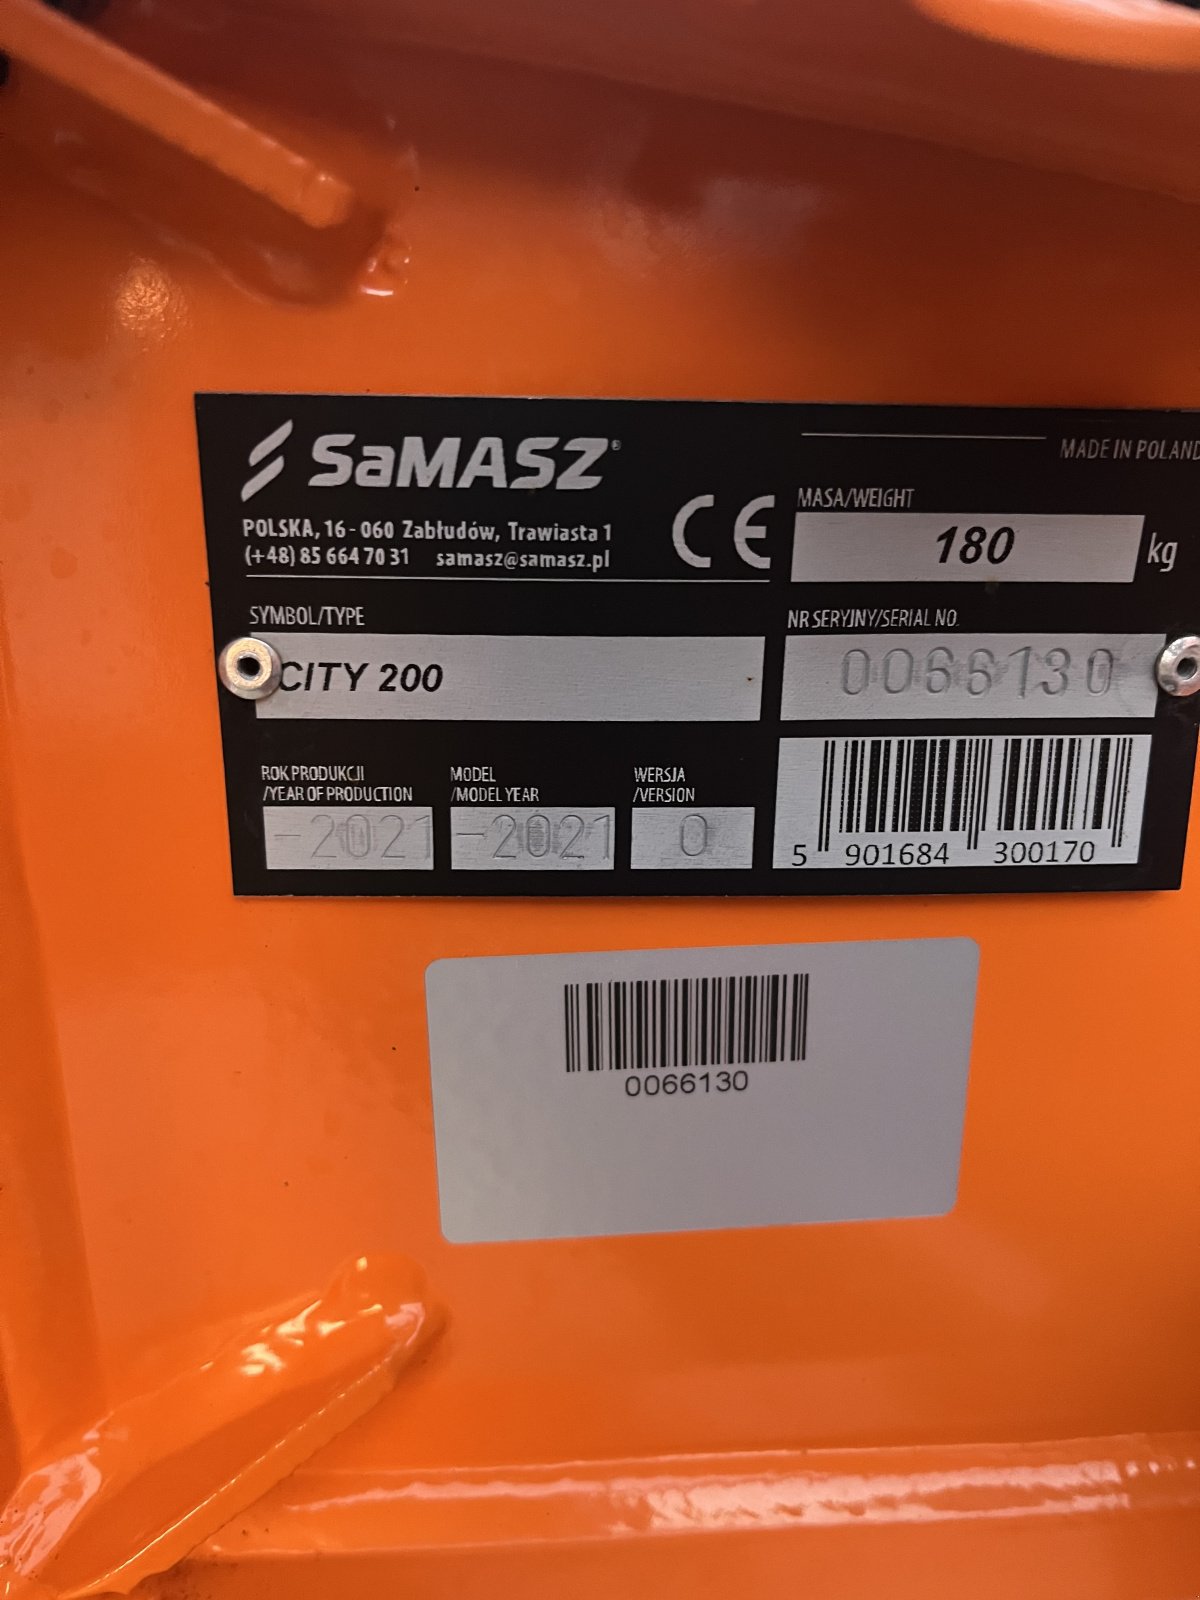 SaMASZ®
POLSKA, 16-060 Zabłudów, Trawiasta 1
(+48) 85 664 70 31 samasz@samasz.pl
CE
MADE IN POLAND
MASA/WEIGHT
180 kg
SYMBOL/TYPE
CITY 200
NR SERYJNY/SERIAL NO.
0066130
ROK PRODUKCJI
/YEAR OF PRODUCTION
-2021
MODEL
/MODEL YEAR
-2021
WERSJA
/VERSION
0
5 901684 300170
0066130